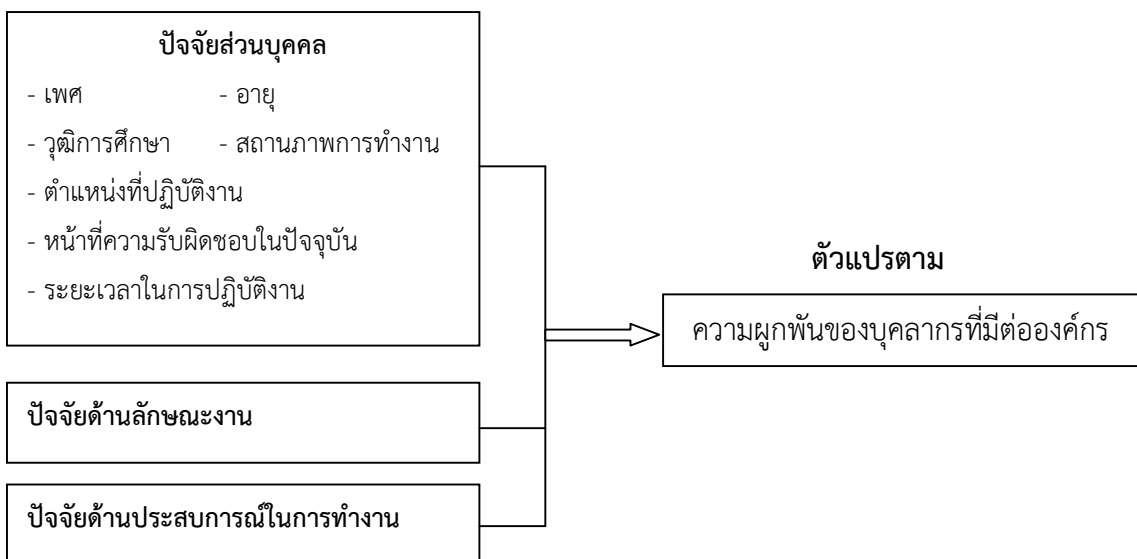 ปัจจัยส่วนบุคคล
- เพศ - อายุ
- วุฒิการศึกษา - สถานภาพการทำงาน
- ตำแหน่งที่ปฏิบัติงาน
- หน้าที่ความรับผิดชอบในปัจจุบัน
- ระยะเวลาในการปฏิบัติงาน
ตัวแปรตาม
ความผูกพันของบุคลากรที่มีต่อองค์กร
ปัจจัยด้านลักษณะงาน
ปัจจัยด้านประสบการณ์ในการทำงาน